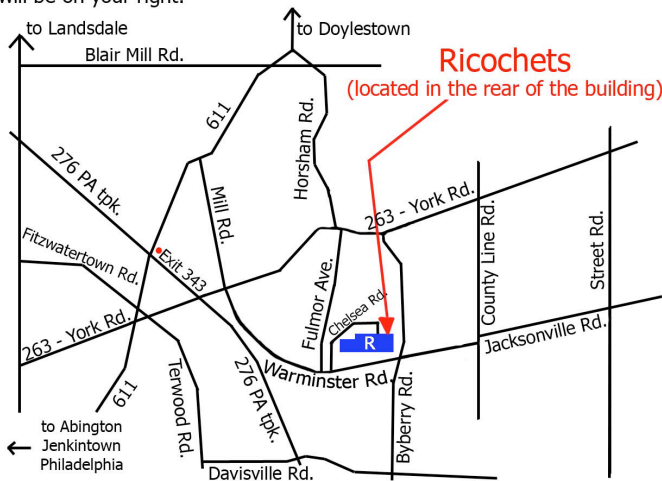 will be on your right.
to Landsdale
to Doylestown
Blair Mill Rd.
Ricochets
(located in the rear of the building)
611
Horsham Rd.
276 PA tpk.
Mill Rd.
263 - York Rd.
County Line Rd.
Street Rd.
Fitzwatertown Rd.
Exit 343
Fulmor Ave.
Chelsea Rd.
R
263 - York Rd.
Jacksonville Rd.
276 PA tpk.
Warminster Rd.
Terwood Rd.
611
Byberry Rd.
to Abington
Jenkintown
Philadelphia
Davisville Rd.